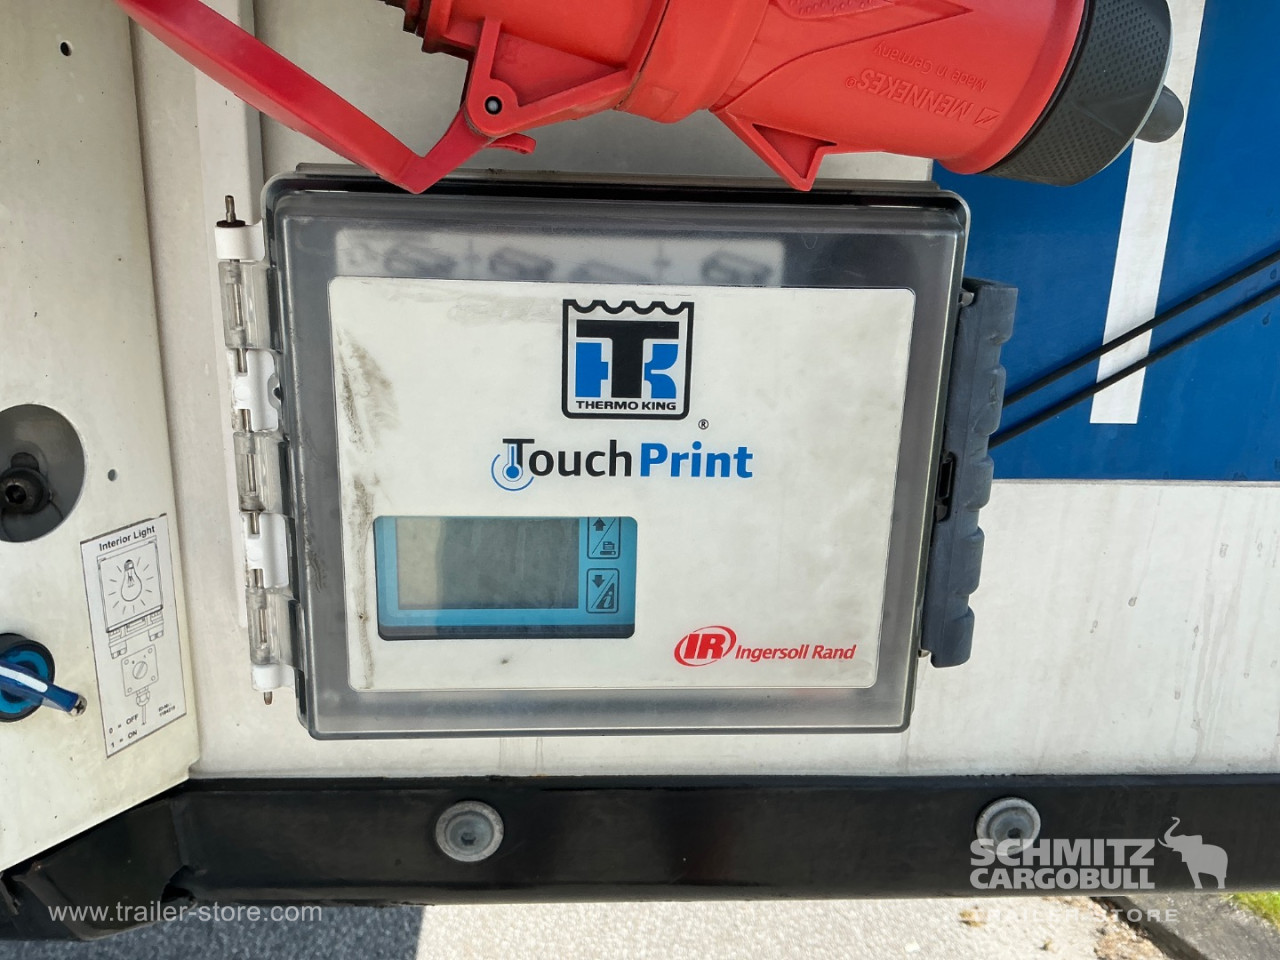 MENNEKES®
Made in Germany
THERMO KING
®
TouchPrint
IR Ingersoll Rand
Interior Light
0 = OFF
1 = ON
SCHMITZ
CARGOBULL
TRAILER-STORE
www.trailer-store.com